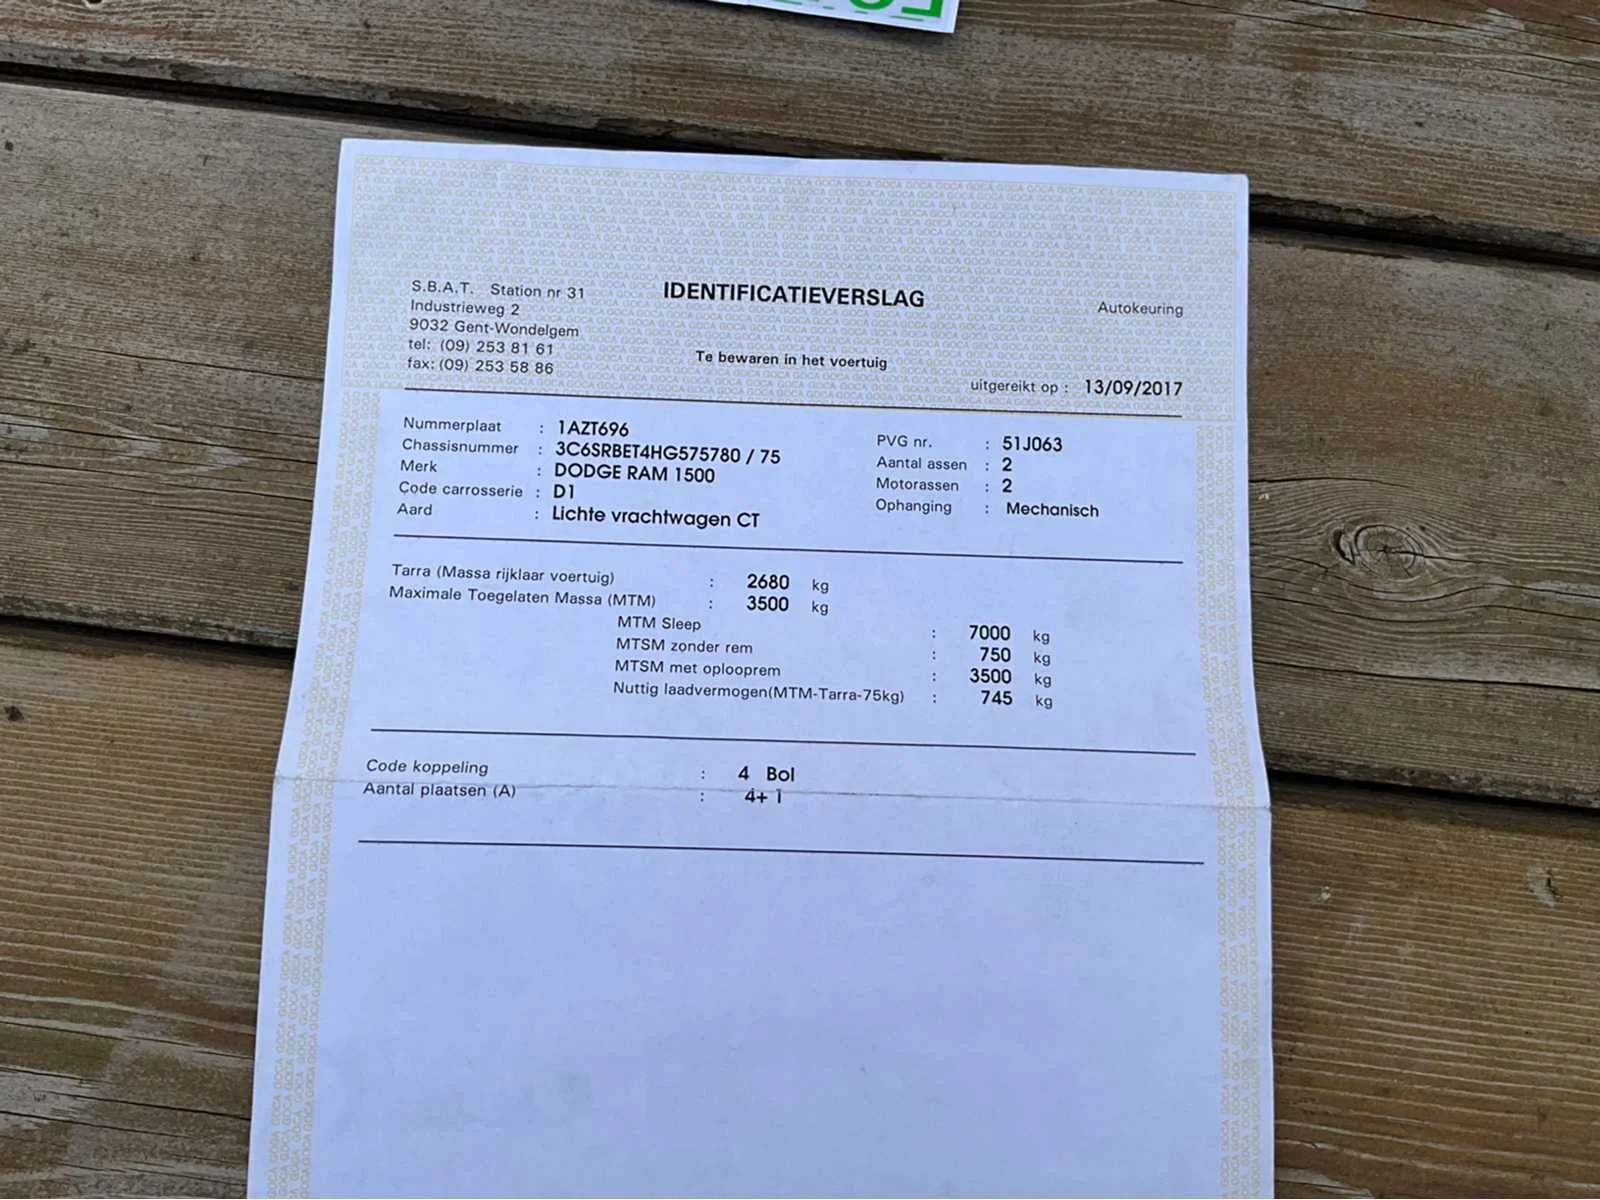 S.B.A.T. Station nr 31
Industrieweg 2
9032 Gent-Wondelgem
tel: (09) 253 81 61
fax: (09) 253 58 86
IDENTIFICATIEVERSLAG
Te bewaren in het voertuig
Autokeuring
uitgereikt op : 13/09/2017
Nummerplaat : 1AZT696
Chassisnummer : 3C6SRBET4HG575780 / 75
Merk : DODGE RAM 1500
Code carrosserie : D1
Aard : Lichte vrachtwagen CT
PVG nr. : 51J063
Aantal assen : 2
Motorassen : 2
Ophanging : Mechanisch
Tarra (Massa rijklaar voertuig) : 2680 kg
Maximale Toegelaten Massa (MTM) : 3500 kg
MTM Sleep : 7000 kg
MTSM zonder rem : 750 kg
MTSM met oplooprem : 3500 kg
Nuttig laadvermogen(MTM-Tarra-75kg) : 745 kg
Code koppeling : 4 Bol
Aantal plaatsen (A) : 4+ 1